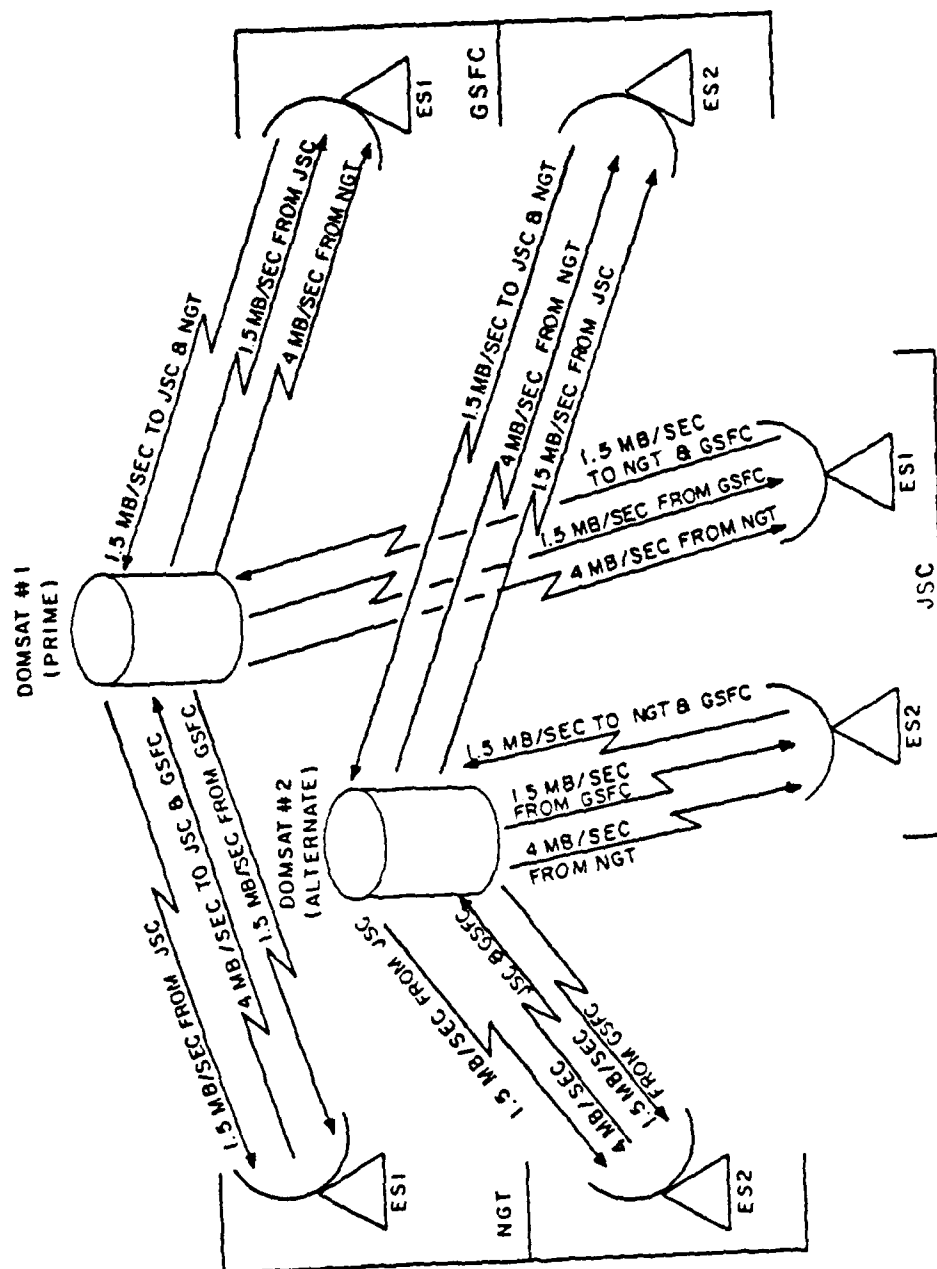 DOMSAT #1
(PRIME)
1.5 MB/SEC FROM JSC
4 MB/SEC TO JSC & GSFC
1.5 MB/SEC FROM GSFC
1.5 MB/SEC TO JSC & NGT
1.5 MB/SEC FROM JSC
4 MB/SEC FROM NGT
ES1
GSFC
ES2
DOMSAT #2
(ALTERNATE)
1.5 MB/SEC TO JSC & NGT
4 MB/SEC FROM NGT
1.5 MB/SEC FROM JSC
1.5 MB/SEC FROM JSC
4 MB/SEC
JSC & GSFC
1.5 MB/SEC
FROM GSFC
ES1
NGT
ES2
4 MB/SEC
FROM NGT
1.5 MB/SEC
FROM GSFC
1.5 MB/SEC TO NGT & GSFC
4 MB/SEC FROM NGT
1.5 MB/SEC FROM GSFC
1.5 MB/SEC
TO NGT & GSFC
ES2
ES1
JSC